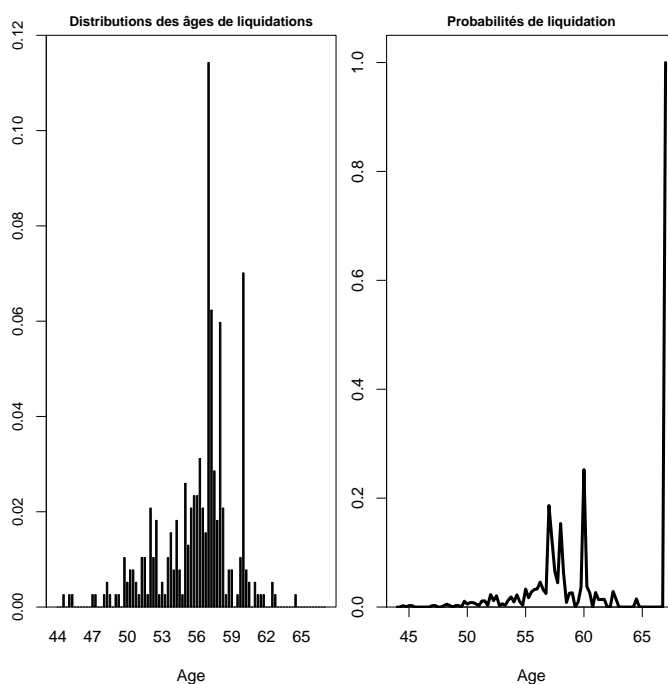 Distributions des âges de liquidations
0.12
0.10
0.08
0.06
0.04
0.02
0.00
44 47 50 53 56 59 62 65
Age
Probabilités de liquidation
1.0
0.8
0.6
0.4
0.2
0.0
45 50 55 60 65
Age